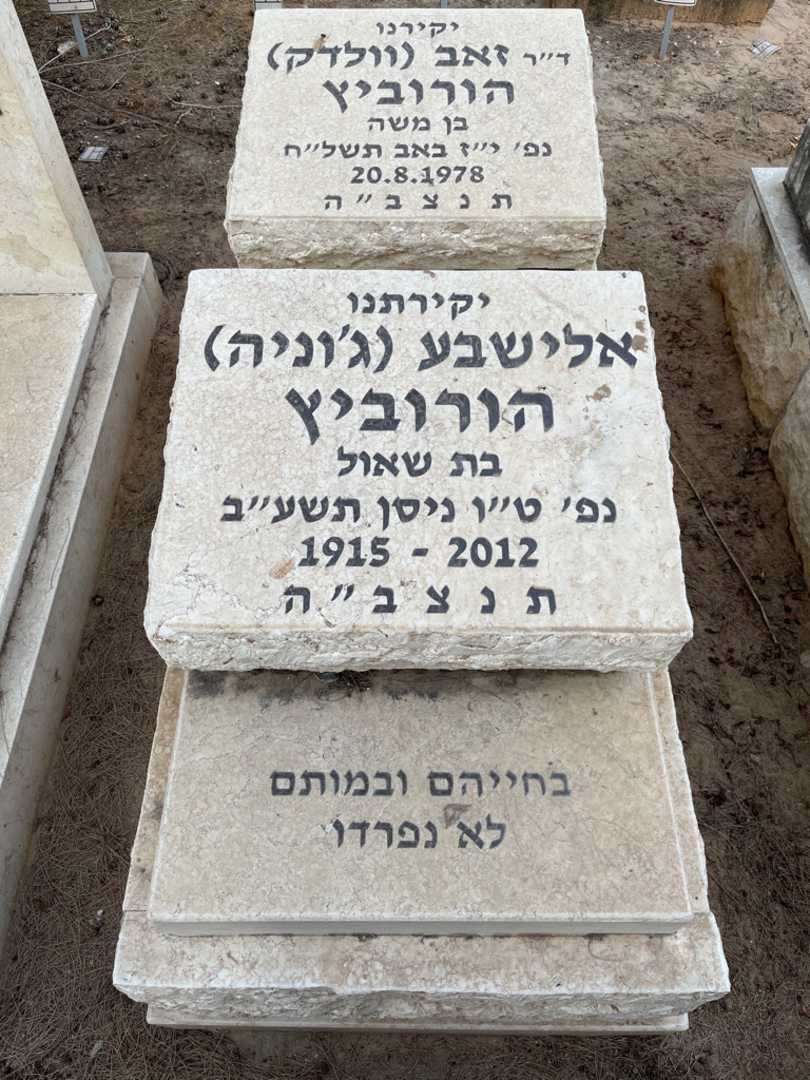 יקירנו
ד״ר זאב (וולדק)
הורוביץ
בן משה
נפ׳ י״ז באב תשל״ח
20.8.1978
ת נ צ ב ״ ה
יקירתנו
אלישבע (ג׳וניה)
הורוביץ
בת שאול
נפ׳ ט״ו ניסן תשע״ב
1915 - 2012
ת נ צ ב ״ ה
בחייהם ובמותם
לא נפרדו